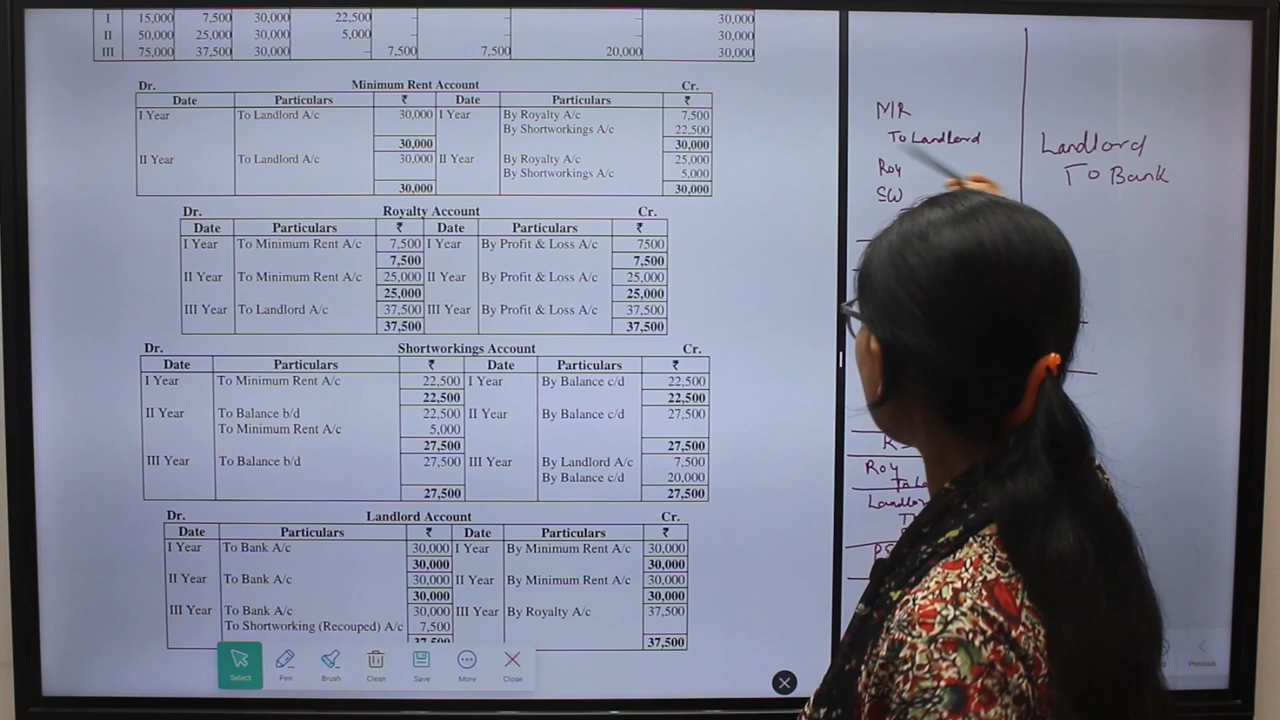 I 15,000 7,500 30,000 22,500 – – – 30,000
II 50,000 25,000 30,000 5,000 – – – 30,000
III 75,000 37,500 30,000 – 7,500 7,500 20,000 30,000
Dr. Minimum Rent Account Cr.
Date Particulars ₹ Date Particulars ₹
I Year To Landlord A/c 30,000 I Year By Royalty A/c 7,500
By Shortworkings A/c 22,500
30,000 30,000
II Year To Landlord A/c 30,000 II Year By Royalty A/c 25,000
By Shortworkings A/c 5,000
30,000 30,000
Dr. Royalty Account Cr.
Date Particulars ₹ Date Particulars ₹
I Year To Minimum Rent A/c 7,500 I Year By Profit & Loss A/c 7500
7,500 7,500
II Year To Minimum Rent A/c 25,000 II Year By Profit & Loss A/c 25,000
25,000 25,000
III Year To Landlord A/c 37,500 III Year By Profit & Loss A/c 37,500
37,500 37,500
Dr. Shortworkings Account Cr.
Date Particulars ₹ Date Particulars ₹
I Year To Minimum Rent A/c 22,500 I Year By Balance c/d 22,500
22,500 22,500
II Year To Balance b/d 22,500 II Year By Balance c/d 27,500
To Minimum Rent A/c 5,000
27,500 27,500
III Year To Balance b/d 27,500 III Year By Landlord A/c 7,500
By Balance c/d 20,000
27,500 27,500
Dr. Landlord Account Cr.
Date Particulars ₹ Date Particulars ₹
I Year To Bank A/c 30,000 I Year By Minimum Rent A/c 30,000
30,000 30,000
II Year To Bank A/c 30,000 II Year By Minimum Rent A/c 30,000
30,000 30,000
III Year To Bank A/c 30,000 III Year By Royalty A/c 37,500
To Shortworking (Recouped) A/c 7,500
37,500 37,500
Select Pen Brush Clean Save More Close
MR
To Landlord
Roy
SW
Landlord
To Bank
R
Roy
Landlor
Previous